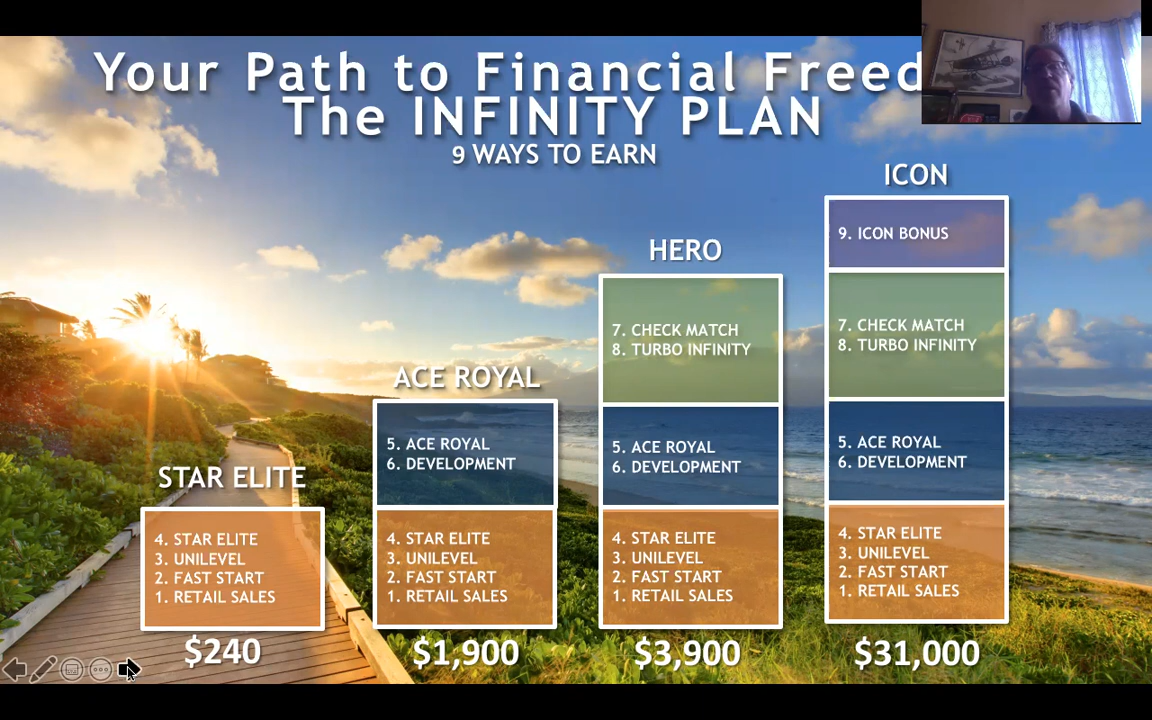 Your Path to Financial Freed
The INFINITY PLAN
9 WAYS TO EARN
STAR ELITE
4. STAR ELITE
3. UNILEVEL
2. FAST START
1. RETAIL SALES
$240
ACE ROYAL
5. ACE ROYAL
6. DEVELOPMENT
4. STAR ELITE
3. UNILEVEL
2. FAST START
1. RETAIL SALES
$1,900
HERO
7. CHECK MATCH
8. TURBO INFINITY
5. ACE ROYAL
6. DEVELOPMENT
4. STAR ELITE
3. UNILEVEL
2. FAST START
1. RETAIL SALES
$3,900
ICON
9. ICON BONUS
7. CHECK MATCH
8. TURBO INFINITY
5. ACE ROYAL
6. DEVELOPMENT
4. STAR ELITE
3. UNILEVEL
2. FAST START
1. RETAIL SALES
$31,000